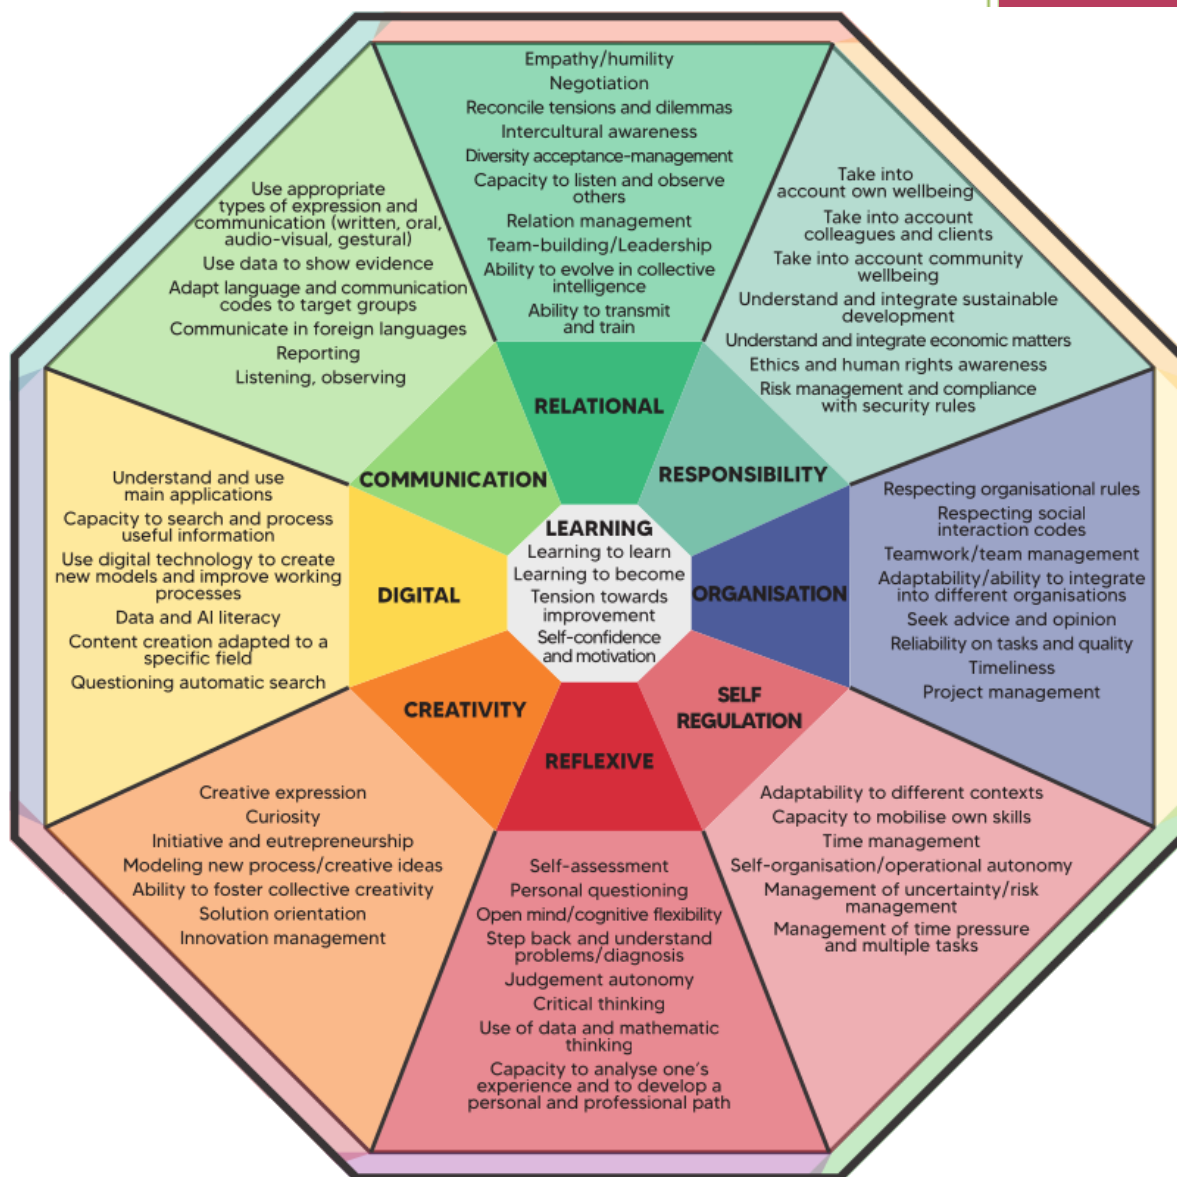 Empathy/humility
Negotiation
Reconcile tensions and dilemmas
Intercultural awareness
Diversity acceptance-management
Capacity to listen and observe
others
Relation management
Team-building/Leadership
Ability to evolve in collective
intelligence
Ability to transmit
and train
RELATIONAL
Take into
account own wellbeing
Take into account
colleagues and clients
Take into account community
wellbeing
Understand and integrate sustainable
development
Understand and integrate economic matters
Ethics and human rights awareness
Risk management and compliance
with security rules
RESPONSIBILITY
Respecting organisational rules
Respecting social
interaction codes
Teamwork/team management
Adaptability/ability to integrate
into different organisations
Seek advice and opinion
Reliability on tasks and quality
Timeliness
Project management
ORGANISATION
SELF
REGULATION
Adaptability to different contexts
Capacity to mobilise own skills
Time management
Self-organisation/operational autonomy
Management of uncertainty/risk
management
Management of time pressure
and multiple tasks
REFLEXIVE
Self-assessment
Personal questioning
Open mind/cognitive flexibility
Step back and understand
problems/diagnosis
Judgement autonomy
Critical thinking
Use of data and mathematic
thinking
Capacity to analyse one's
experience and to develop a
personal and professional path
CREATIVITY
Creative expression
Curiosity
Initiative and eutrepreneurship
Modeling new process/creative ideas
Ability to foster collective creativity
Solution orientation
Innovation management
DIGITAL
Understand and use
main applications
Capacity to search and process
useful information
Use digital technology to create
new models and improve working
processes
Data and AI literacy
Content creation adapted to a
specific field
Questioning automatic search
COMMUNICATION
Use appropriate
types of expression and
communication (written, oral,
audio-visual, gestural)
Use data to show evidence
Adapt language and communication
codes to target groups
Communicate in foreign languages
Reporting
Listening, observing
LEARNING
Learning to learn
Learning to become
Tension towards
improvement
Self-confidence
and motivation